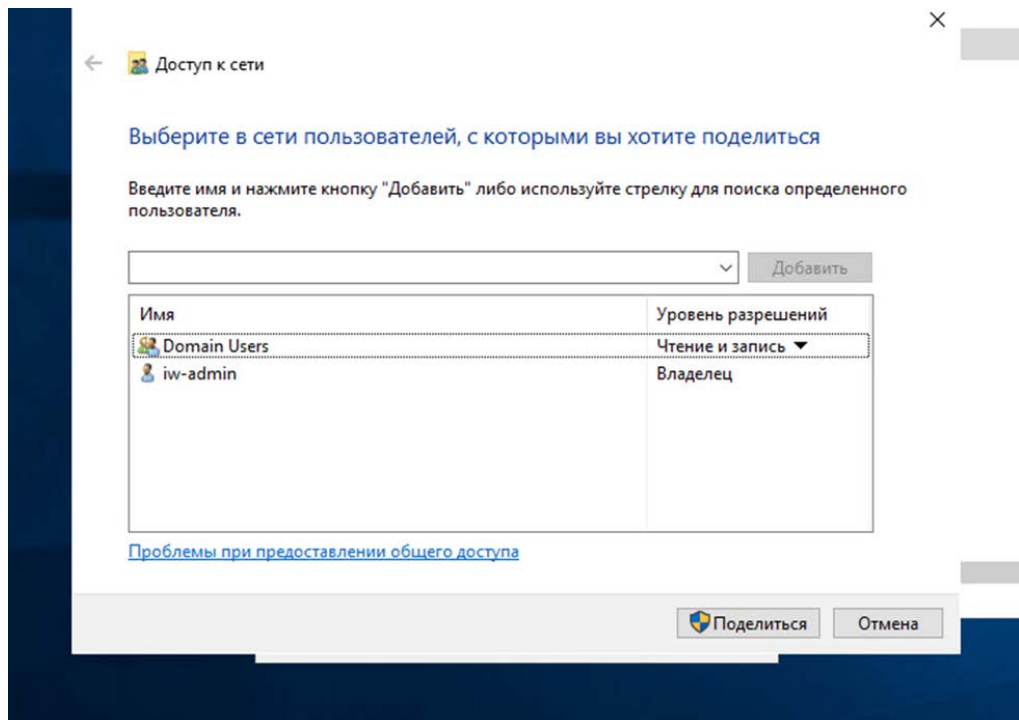 Доступ к сети
Выберите в сети пользователей, с которыми вы хотите поделиться
Введите имя и нажмите кнопку "Добавить" либо используйте стрелку для поиска определенного
пользователя.
Добавить
Имя Уровень разрешений
Domain Users Чтение и запись
iw-admin Владелец
Проблемы при предоставлении общего доступа
Поделиться Отмена